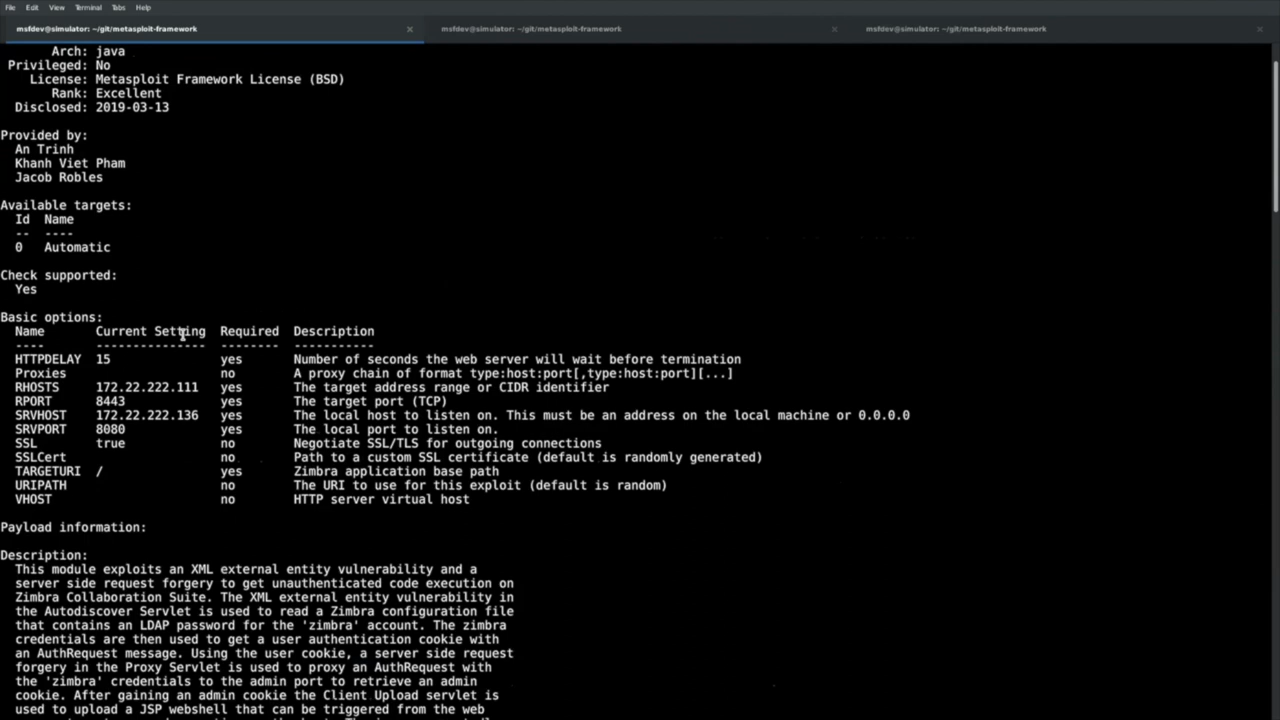 File Edit View Terminal Tabs Help
msfdev@simulator: ~/git/metasploit-framework × msfdev@simulator: ~/git/metasploit-framework × msfdev@simulator: ~/git/metasploit-framework ×
Arch: java
Privileged: No
License: Metasploit Framework License (BSD)
Rank: Excellent
Disclosed: 2019-03-13
Provided by:
An Trinh
Khanh Viet Pham
Jacob Robles
Available targets:
Id Name
-- ----
0 Automatic
Check supported:
Yes
Basic options:
Name Current Setting Required Description
---- --------------- -------- -----------
HTTPDELAY 15 yes Number of seconds the web server will wait before termination
Proxies no A proxy chain of format type:host:port[,type:host:port][...]
RHOSTS 172.22.222.111 yes The target address range or CIDR identifier
RPORT 8443 yes The target port (TCP)
SRVHOST 172.22.222.136 yes The local host to listen on. This must be an address on the local machine or 0.0.0.0
SRVPORT 8080 yes The local port to listen on.
SSL true no Negotiate SSL/TLS for outgoing connections
SSLCert no Path to a custom SSL certificate (default is randomly generated)
TARGETURI / yes Zimbra application base path
URIPATH no The URI to use for this exploit (default is random)
VHOST no HTTP server virtual host
Payload information:
Description:
This module exploits an XML external entity vulnerability and a
server side request forgery to get unauthenticated code execution on
Zimbra Collaboration Suite. The XML external entity vulnerability in
the Autodiscover Servlet is used to read a Zimbra configuration file
that contains an LDAP password for the 'zimbra' account. The zimbra
credentials are then used to get a user authentication cookie with
an AuthRequest message. Using the user cookie, a server side request
forgery in the Proxy Servlet is used to proxy an AuthRequest with
the 'zimbra' credentials to the admin port to retrieve an admin
cookie. After gaining an admin cookie the Client Upload servlet is
used to upload a JSP webshell that can be triggered from the web